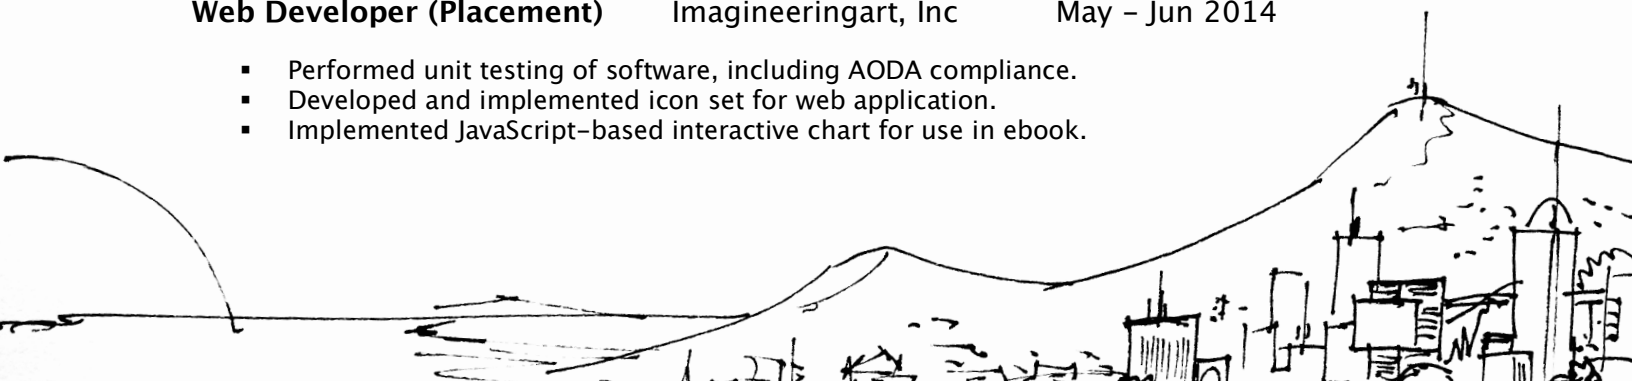 Web Developer (Placement) Imagineeringart, Inc May – Jun 2014
▪ Performed unit testing of software, including AODA compliance.
▪ Developed and implemented icon set for web application.
▪ Implemented JavaScript–based interactive chart for use in ebook.